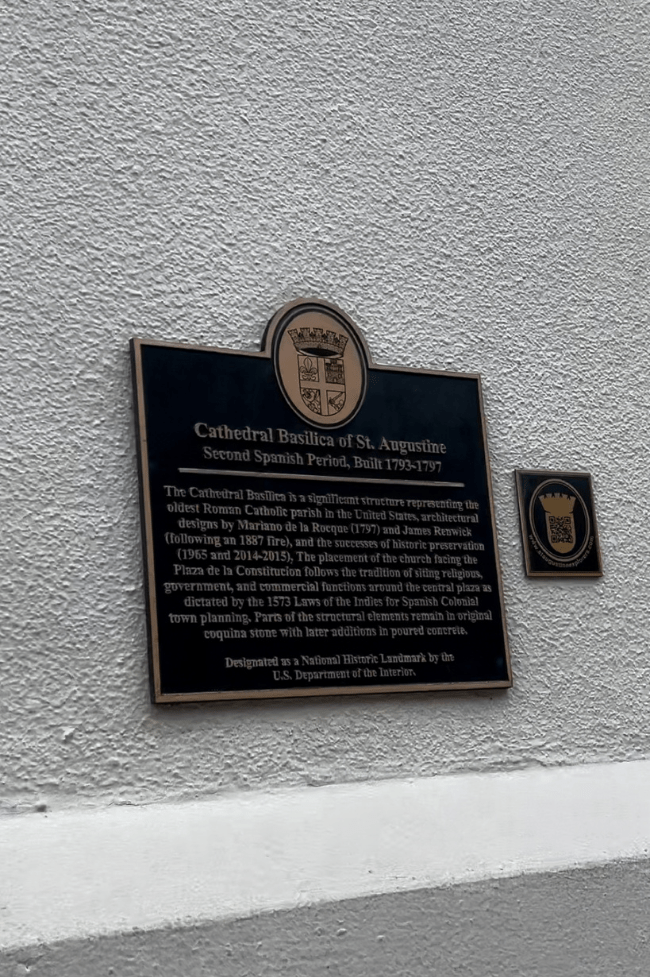 Cathedral Basilica of St. Augustine
Second Spanish Period, Built 1793-1797
The Cathedral Basilica is a significant structure representing the
oldest Roman Catholic parish in the United States, architectural
designs by Mariano de la Rocque (1797) and James Renwick
(following an 1887 fire), and the successes of historic preservation
(1965 and 2014-2015). The placement of the church facing the
Plaza de la Constitucion follows the tradition of siting religious,
government, and commercial functions around the central plaza as
dictated by the 1573 Laws of the Indies for Spanish Colonial
town planning. Parts of the structural elements remain in original
coquina stone with later additions in poured concrete.
Designated as a National Historic Landmark by the
U.S. Department of the Interior.